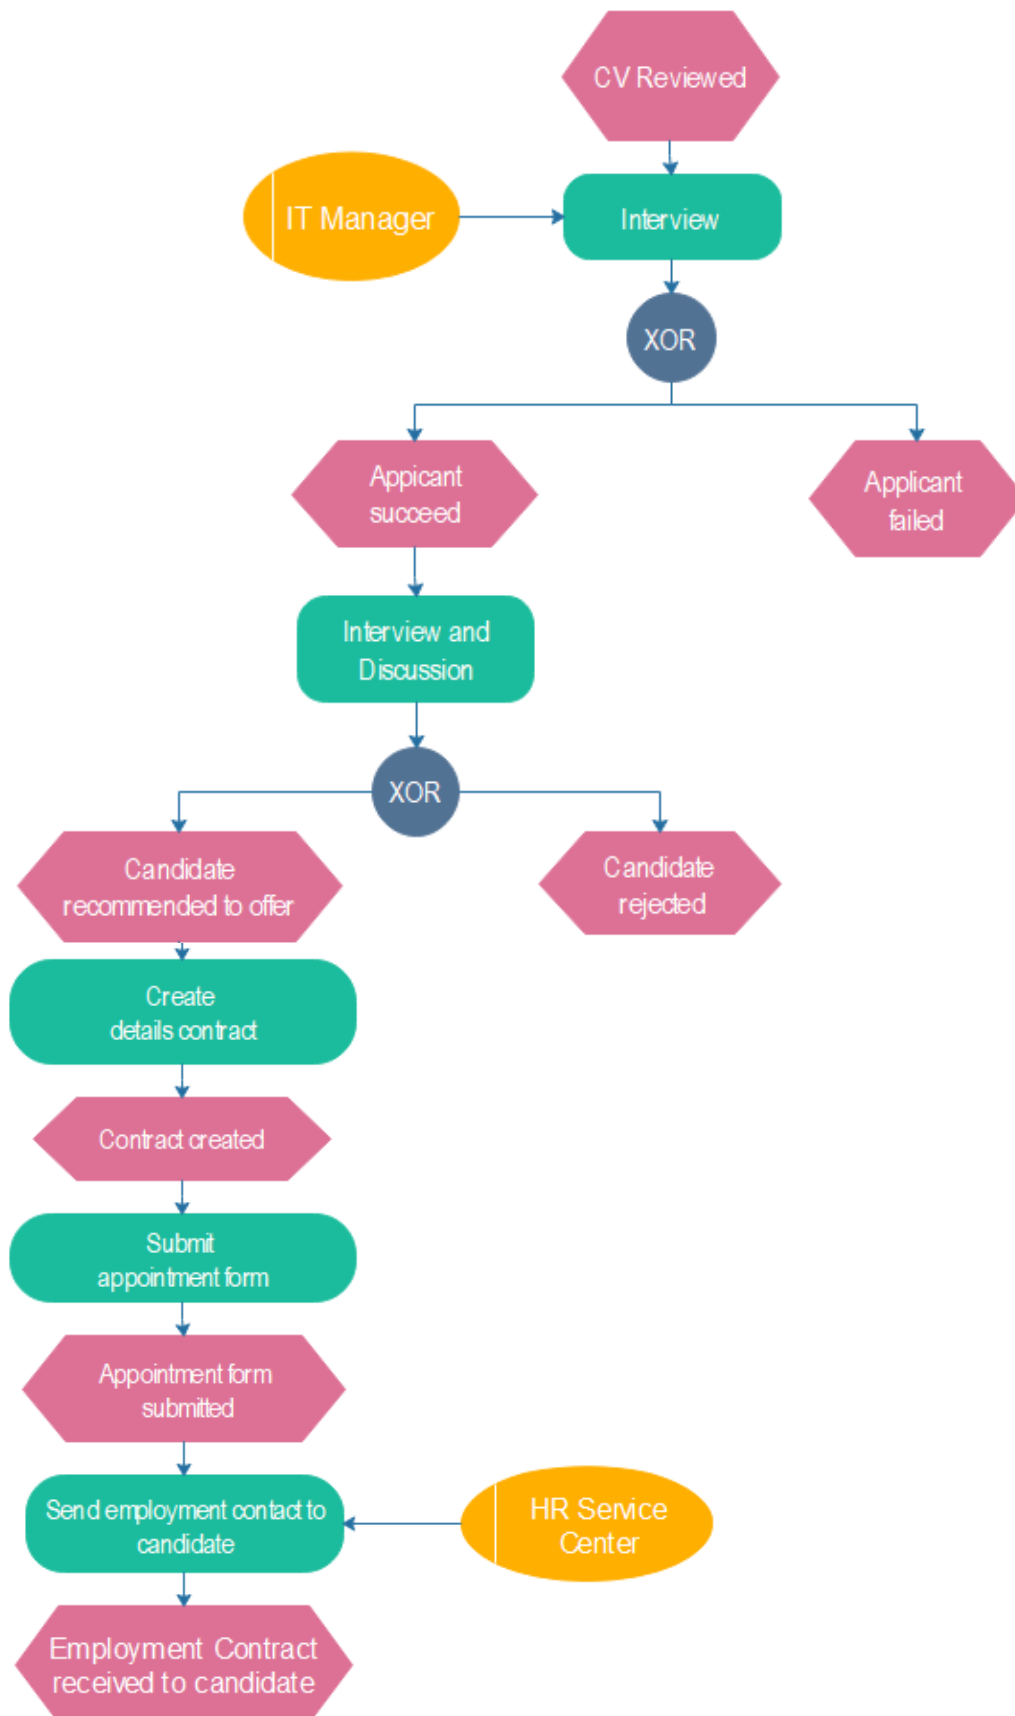 CV Reviewed
IT Manager
Interview
XOR
Appicant
succeed
Applicant
failed
Interview and
Discussion
XOR
Candidate
recommended to offer
Candidate
rejected
Create
details contract
Contract created
Submit
appointment form
Appointment form
submitted
Send employment contact to
candidate
HR Service
Center
Employment Contract
received to candidate